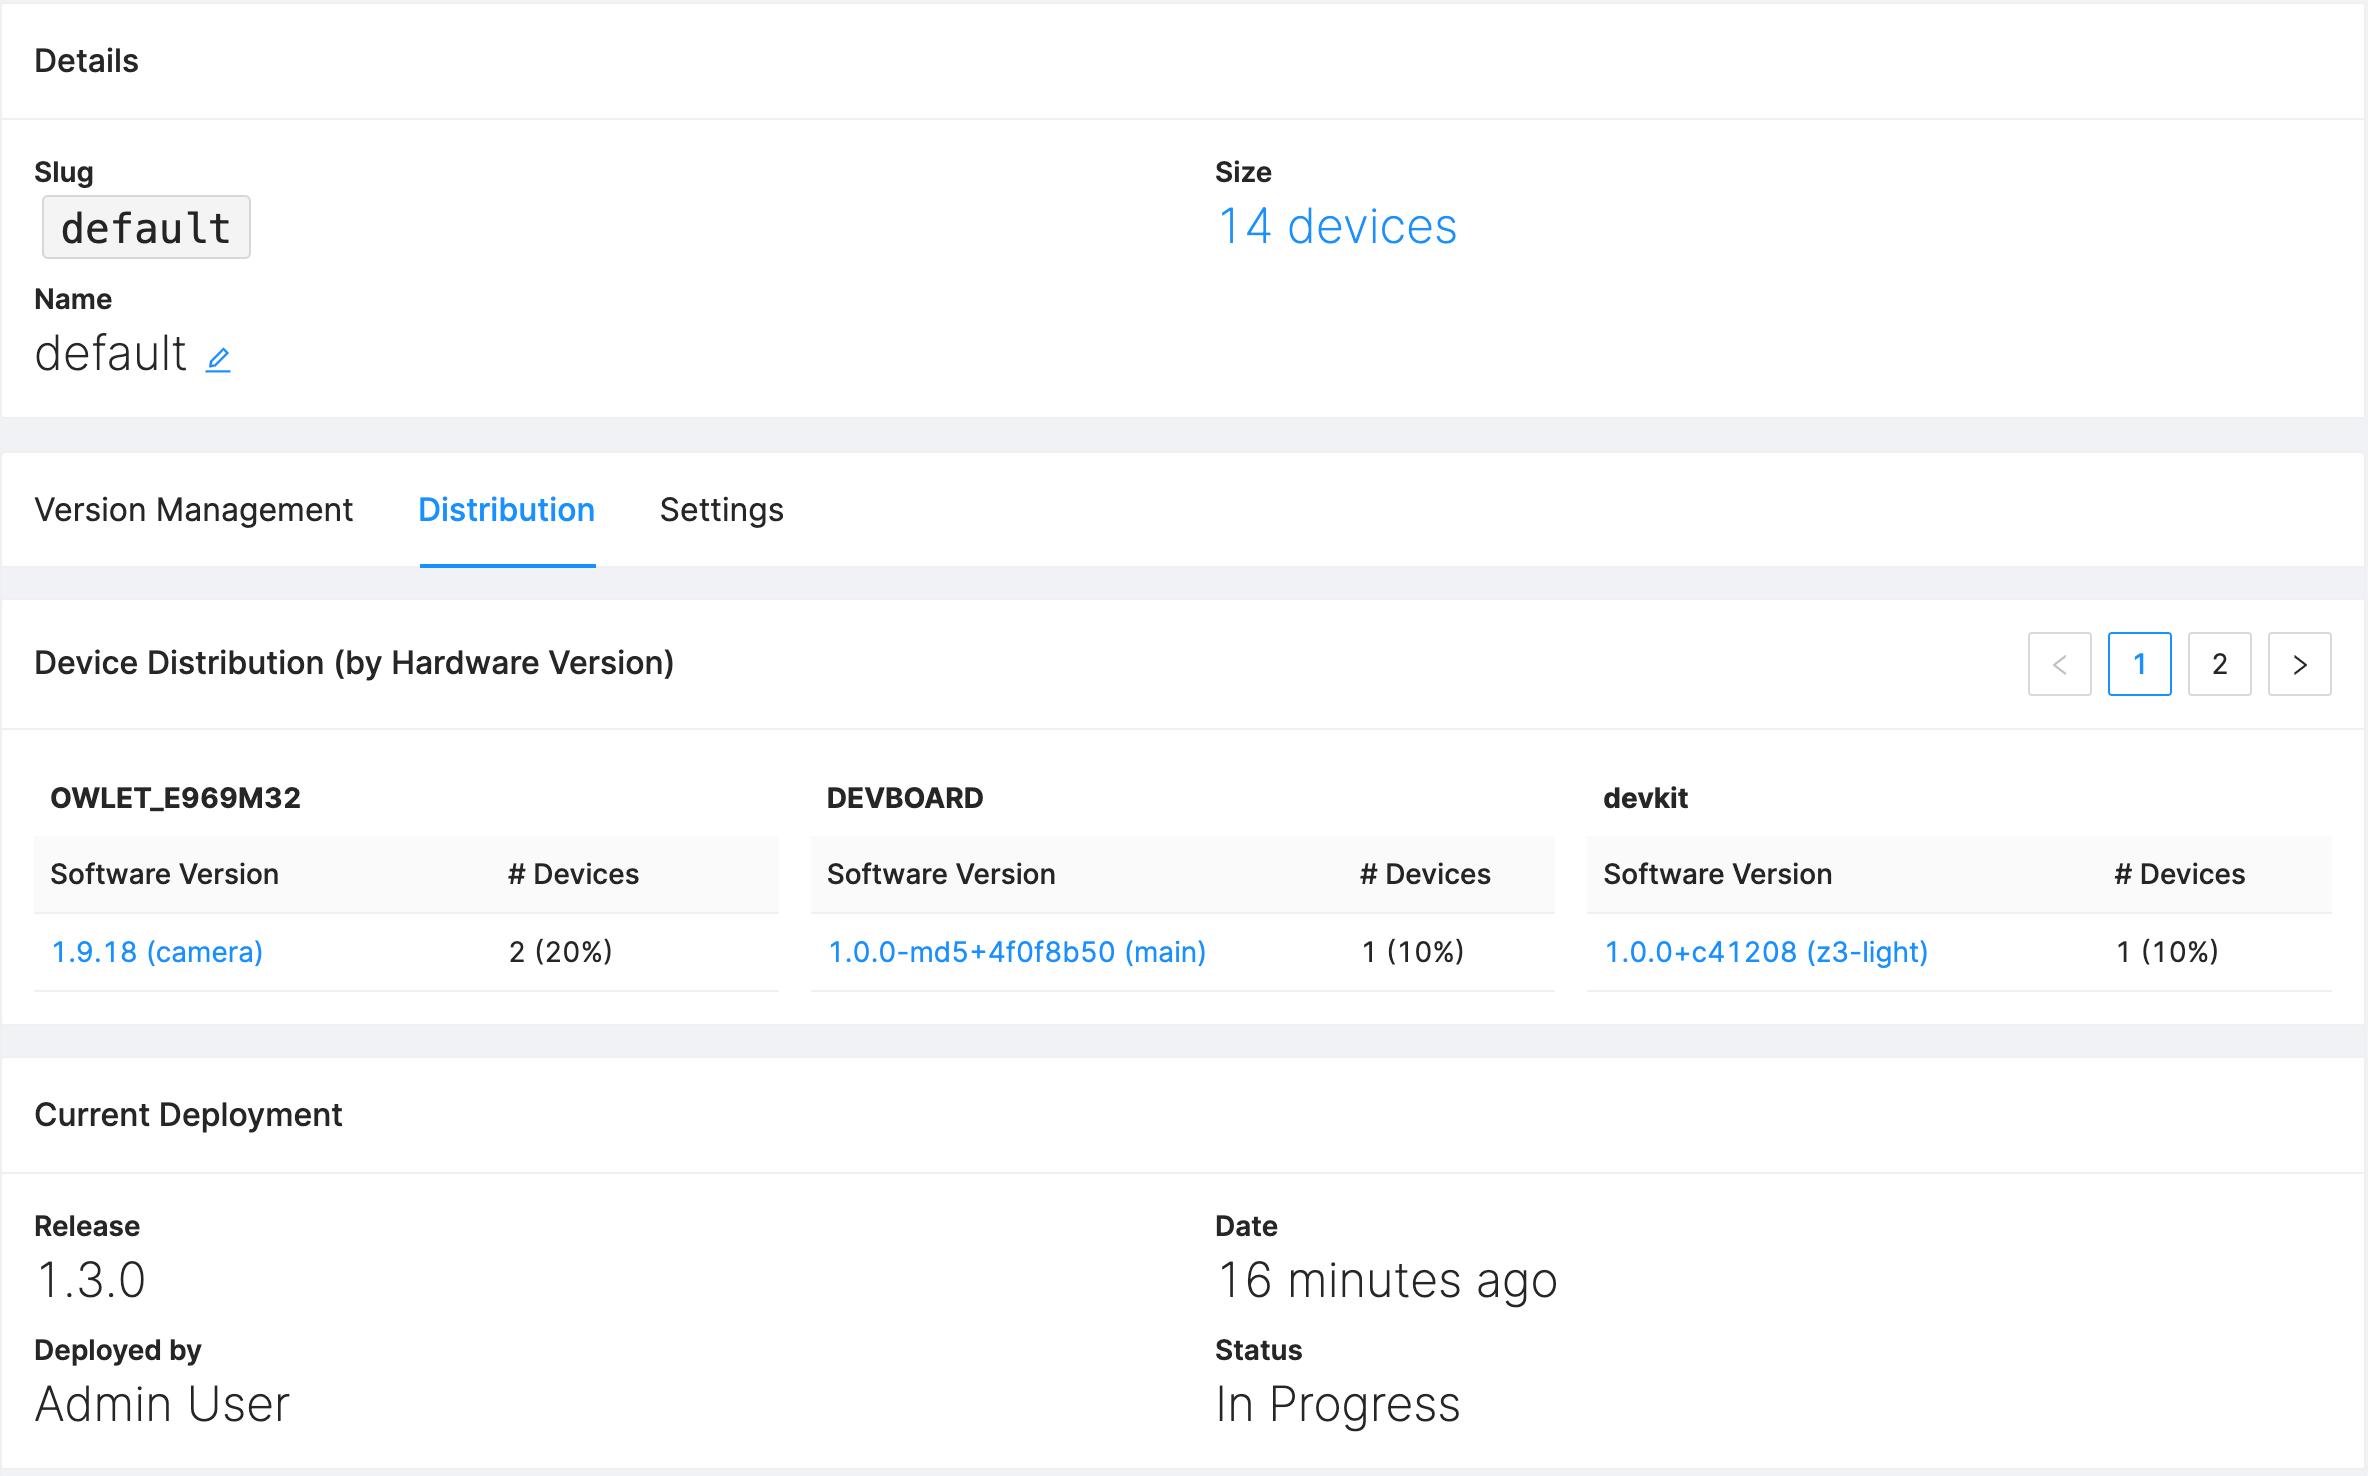 Details
Slug
Size
default
14 devices
Name
default
Version Management Distribution Settings
Device Distribution (by Hardware Version)
< 1 2 >
OWLET_E969M32
Software Version # Devices
1.9.18 (camera) 2 (20%)
DEVBOARD
Software Version # Devices
1.0.0-md5+4f0f8b50 (main) 1 (10%)
devkit
Software Version # Devices
1.0.0+c41208 (z3-light) 1 (10%)
Current Deployment
Release
1.3.0
Date
16 minutes ago
Deployed by
Admin User
Status
In Progress